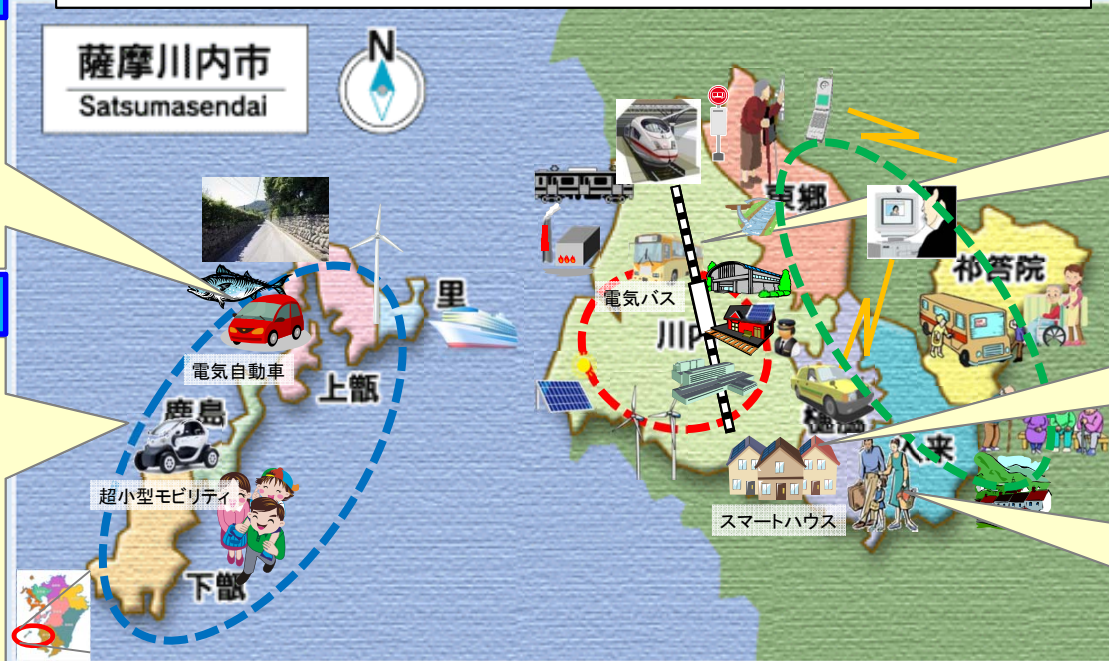 薩摩川内市
Satsumasendai
N
東郷
祁答院
里
電気バス
川内
電気自動車
上甑
鹿島
樋脇
入来
超小型モビリティ
スマートハウス
下甑